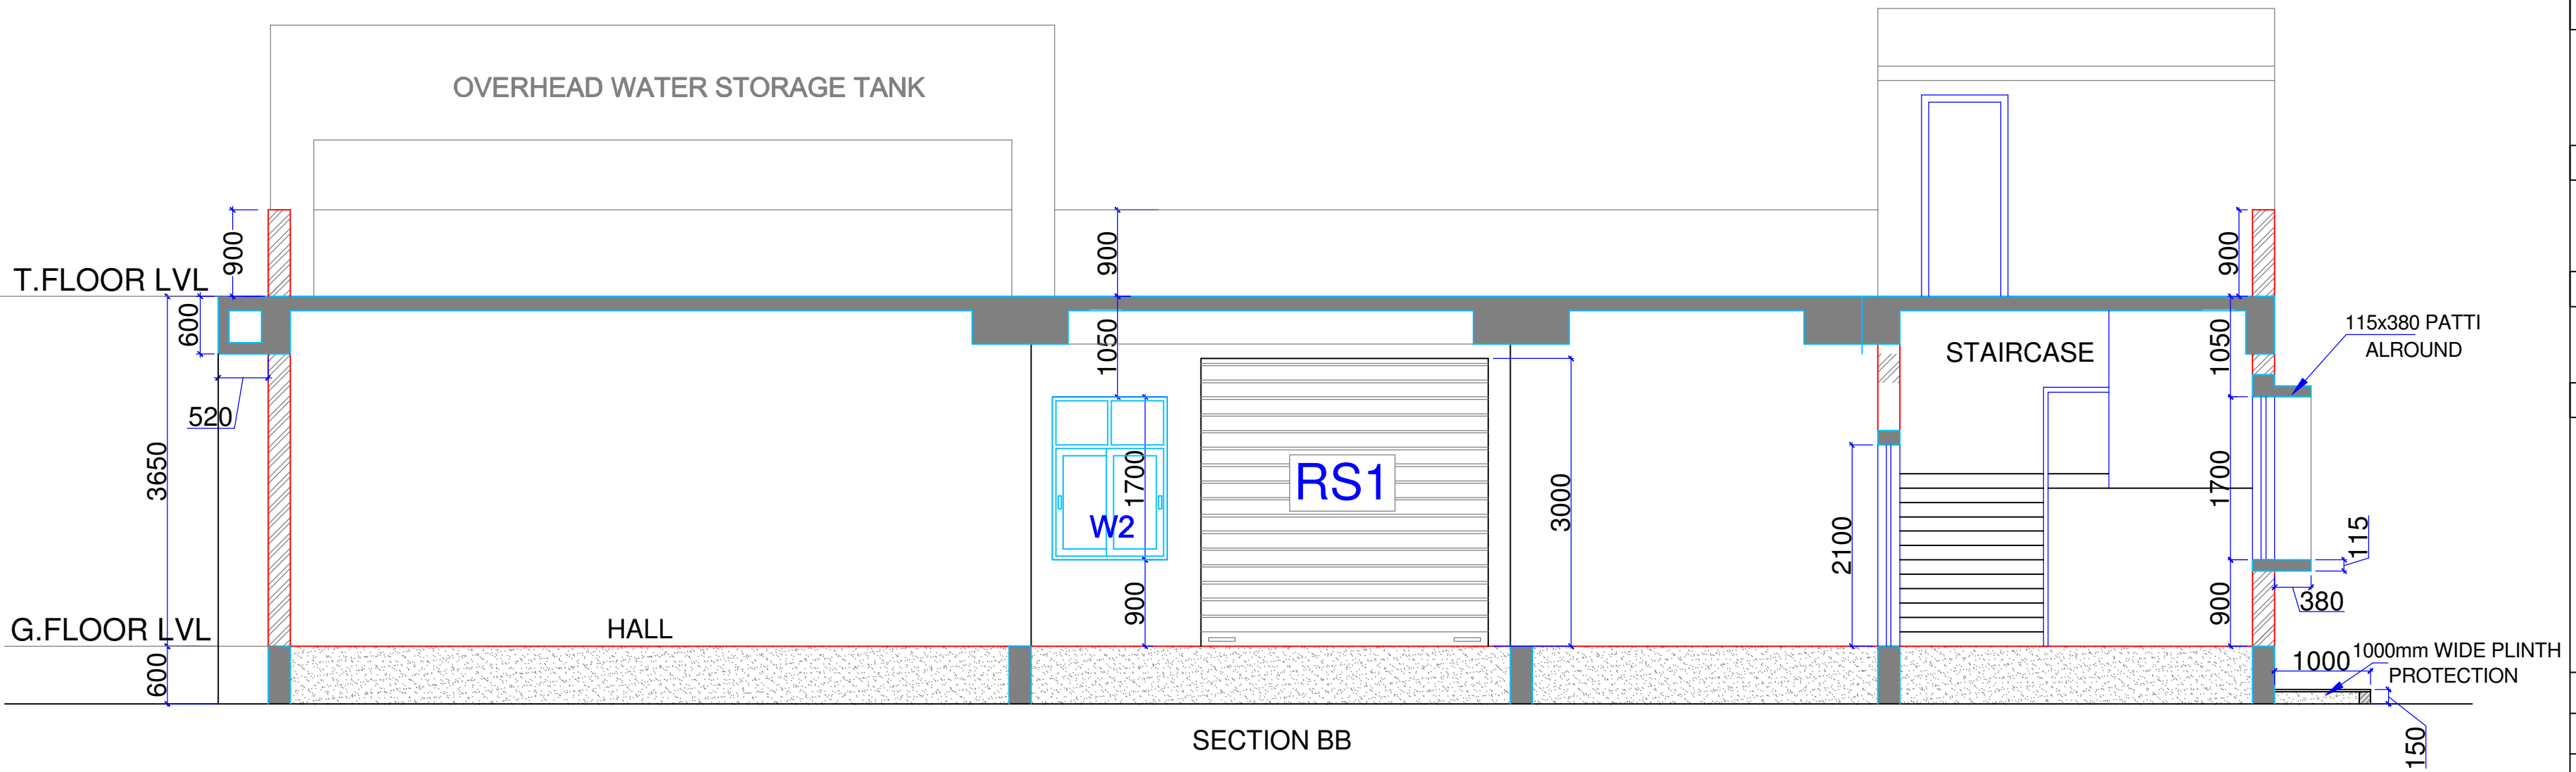 OVERHEAD WATER STORAGE TANK
900
900
900
T.FLOOR LVL
600
1050
1050
115x380 PATTI
ALROUND
STAIRCASE
520
3650
1700
RS1
3000
1700
W2
2100
115
900
900
380
G.FLOOR LVL
HALL
600
1000
1000mm WIDE PLINTH
PROTECTION
150
SECTION BB